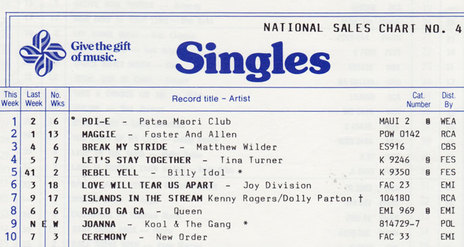 NATIONAL SALES CHART NO. 4
Give the gift
of music.
Singles
This Week Last Week No. Wks Record title - Artist Cat. Number Dist. By
1 2 6 * POI-E - Patea Maori Club MAUI 2 @ WEA
2 1 13 MAGGIE - Foster And Allen POW 0142 RCA
3 4 6 BREAK MY STRIDE - Matthew Wilder ES916 CBS
4 5 7 LET'S STAY TOGETHER - Tina Turner K 9246 @ FES
5 41 2 REBEL YELL - Billy Idol * K 9350 @ FES
6 3 18 LOVE WILL TEAR US APART - Joy Division FAC 23 EMI
7 9 17 ISLANDS IN THE STREAM Kenny Rogers/Dolly Parton † 104180 RCA
8 6 6 RADIO GA GA - Queen EMI 969 @ EMI
9 N E W JOANNA - Kool & The Gang * 814729-7 POL
10 CEREMONY - New Order FAC 33 EMI